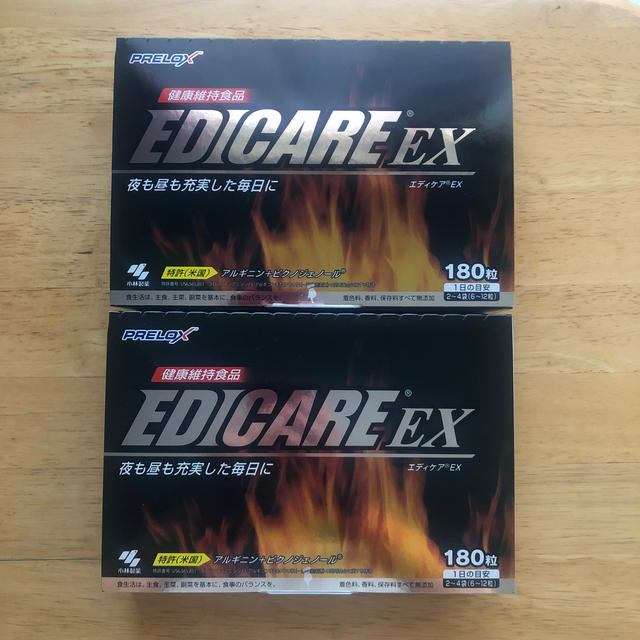 PRELOX
健康維持食品
EDICARE® EX
夜も昼も充実した毎日に
エディケア®EX
特許(米国)
アルギニン+ピクノジェノール®
180粒
1日の目安
2~4袋(6~12粒)
小林製薬
食生活は、主食、主菜、副菜を基本に、食事のバランスを。
着色料、香料、保存料すべて無添加
PRELOX
健康維持食品
EDICARE® EX
夜も昼も充実した毎日に
エディケア®EX
特許(米国)
アルギニン+ピクノジェノール®
180粒
1日の目安
2~4袋(6~12粒)
小林製薬
食生活は、主食、主菜、副菜を基本に、食事のバランスを。
着色料、香料、保存料すべて無添加